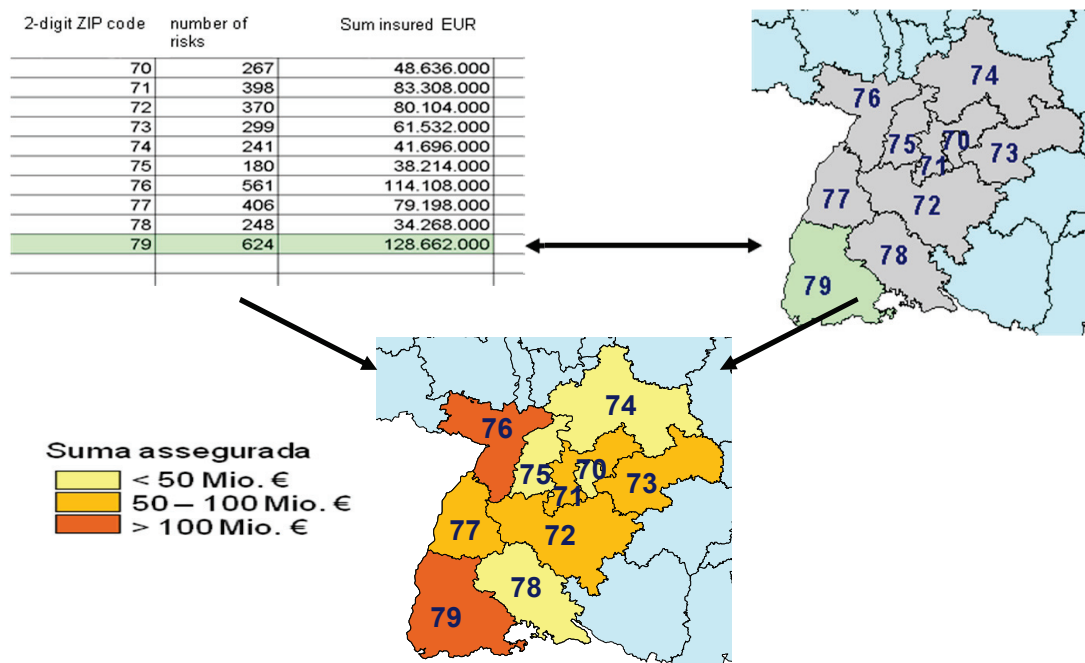 2-digit ZIP code number of risks Sum insured EUR
70 267 48.636.000
71 398 83.308.000
72 370 80.104.000
73 299 61.532.000
74 241 41.696.000
75 180 38.214.000
76 561 114.108.000
77 406 79.198.000
78 248 34.268.000
79 624 128.662.000
74
76
70
75
73
71
77
72
78
79
Suma assegurada
< 50 Mio. €
50 – 100 Mio. €
> 100 Mio. €
74
76
70
75
73
71
77
72
78
79